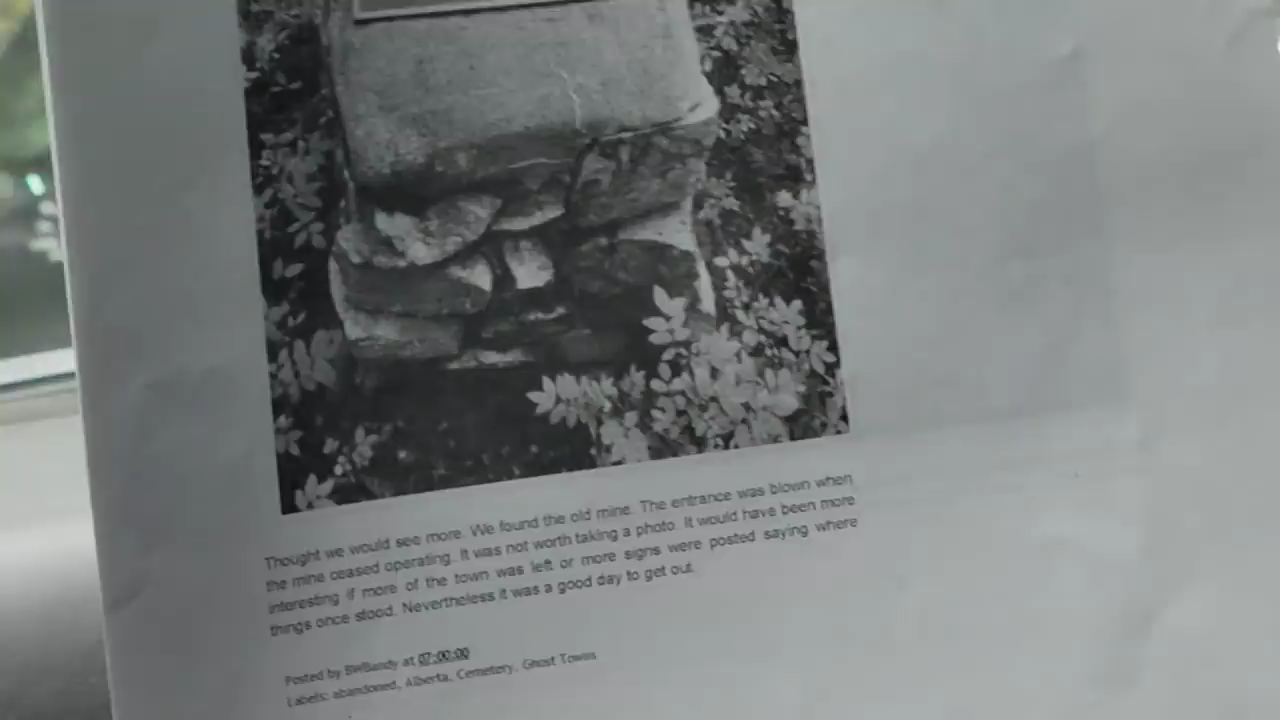 Thought we would see more. We found the old mine. The entrance was blown when
the mine ceased operating. It was not worth taking a photo. It would have been more
interesting if more of the town was left or more signs were posted saying where
things once stood. Nevertheless it was a good day to get out.
Posted by BWBandy at 07:00:00
Labels: abandoned, Alberta, Cemetery, Ghost Towns